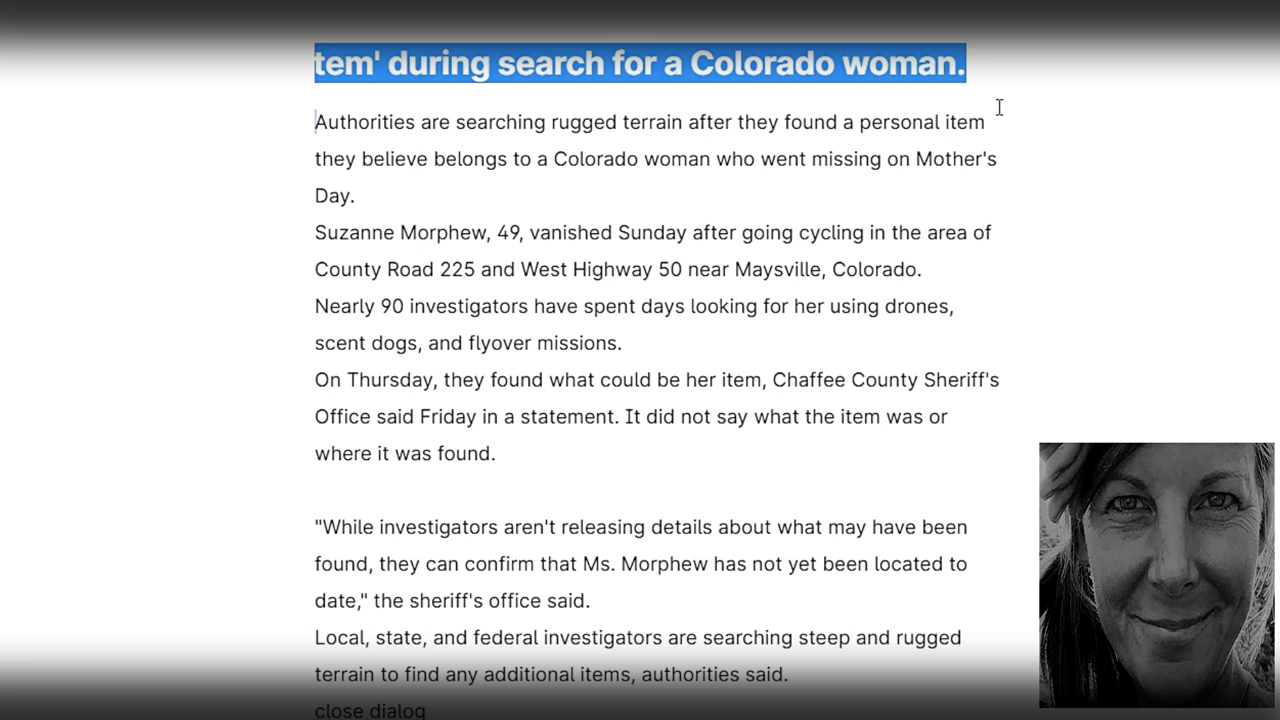 tem' during search for a Colorado woman.
Authorities are searching rugged terrain after they found a personal item
they believe belongs to a Colorado woman who went missing on Mother's
Day.
Suzanne Morphew, 49, vanished Sunday after going cycling in the area of
County Road 225 and West Highway 50 near Maysville, Colorado.
Nearly 90 investigators have spent days looking for her using drones,
scent dogs, and flyover missions.
On Thursday, they found what could be her item, Chaffee County Sheriff's
Office said Friday in a statement. It did not say what the item was or
where it was found.
"While investigators aren't releasing details about what may have been
found, they can confirm that Ms. Morphew has not yet been located to
date," the sheriff's office said.
Local, state, and federal investigators are searching steep and rugged
terrain to find any additional items, authorities said.
close dialog